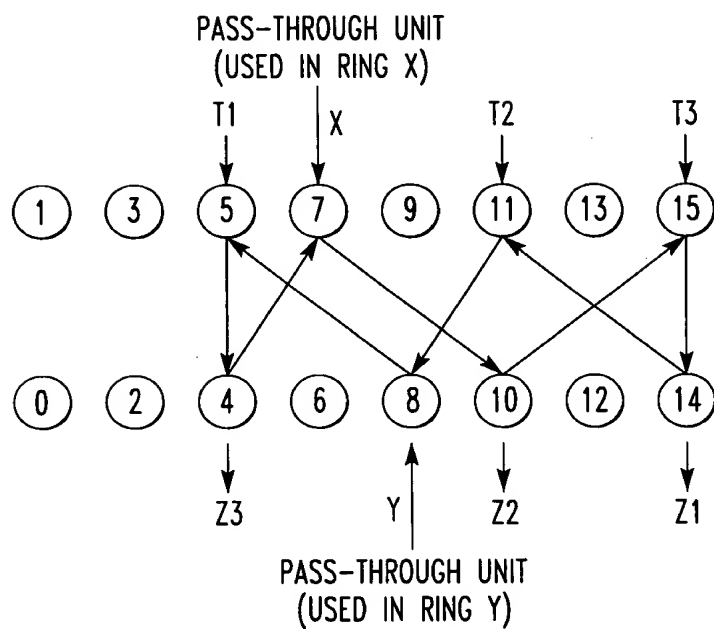 PASS-THROUGH UNIT
(USED IN RING X)
T1
X
T2
T3
1 3 5 7 9 11 13 15
0 2 4 6 8 10 12 14
Z3
Y
Z2
Z1
PASS-THROUGH UNIT
(USED IN RING Y)